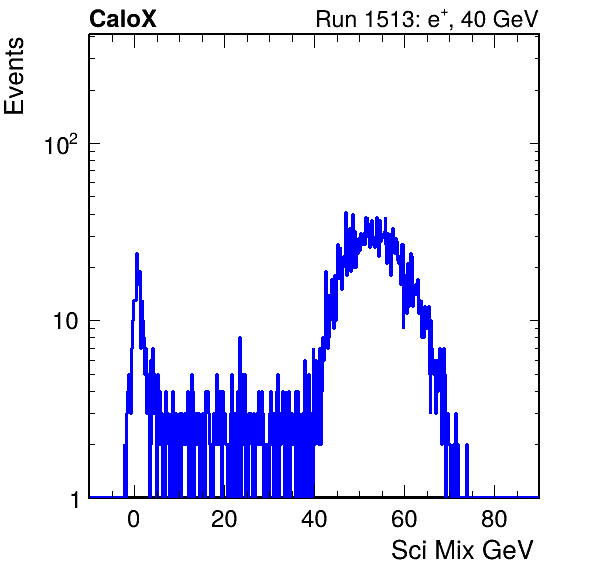 CaloX Run 1513: e⁺, 40 GeV
Events
10²
10
1
0 20 40 60 80
Sci Mix GeV